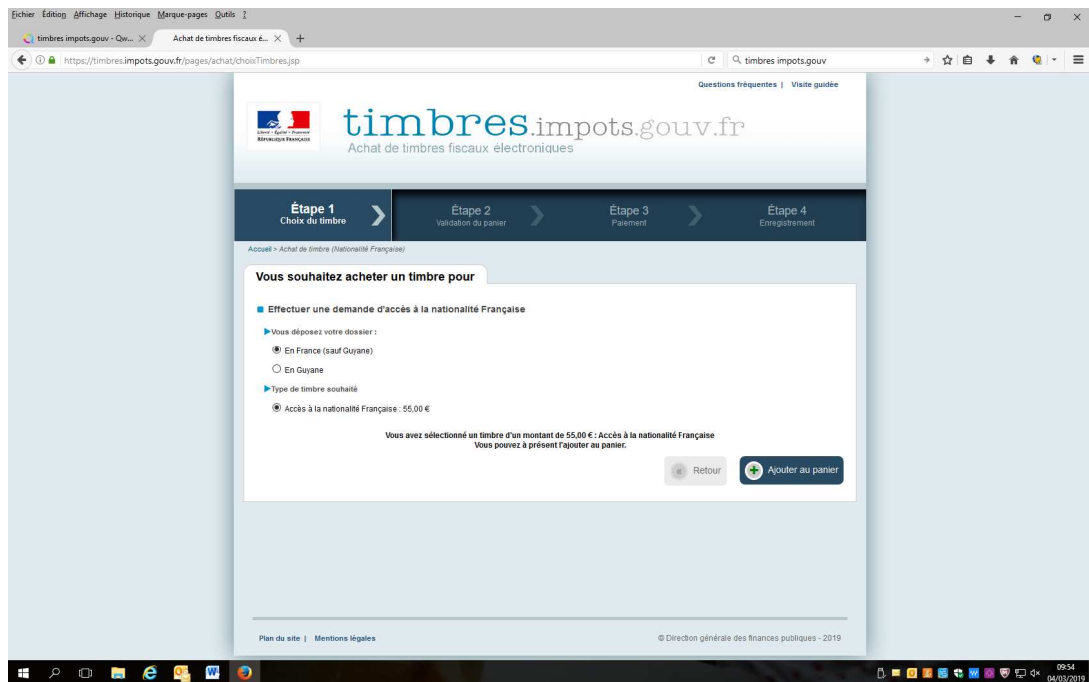 Fichier Édition Affichage Historique Marque-pages Outils ?
timbres impots.gouv - Qw... Achat de timbres fiscaux é...
https://timbres.impots.gouv.fr/pages/achat/choixTimbres.jsp timbres impots.gouv
Questions fréquentes | Visite guidée
timbres.impots.gouv.fr
Achat de timbres fiscaux électroniques
Liberté • Égalité • Fraternité
RÉPUBLIQUE FRANÇAISE
Étape 1 Étape 2 Étape 3 Étape 4
Choix du timbre Validation du panier Paiement Enregistrement
Accueil > Achat de timbre (Nationalité Française)
Vous souhaitez acheter un timbre pour
Effectuer une demande d'accès à la nationalité Française
Vous déposez votre dossier :
En France (sauf Guyane)
En Guyane
Type de timbre souhaité
Accès à la nationalité Française : 55,00 €
Vous avez sélectionné un timbre d'un montant de 55,00 € : Accès à la nationalité Française
Vous pouvez à présent l'ajouter au panier.
Retour Ajouter au panier
Plan du site | Mentions légales © Direction générale des finances publiques - 2019
09:54
04/03/2019